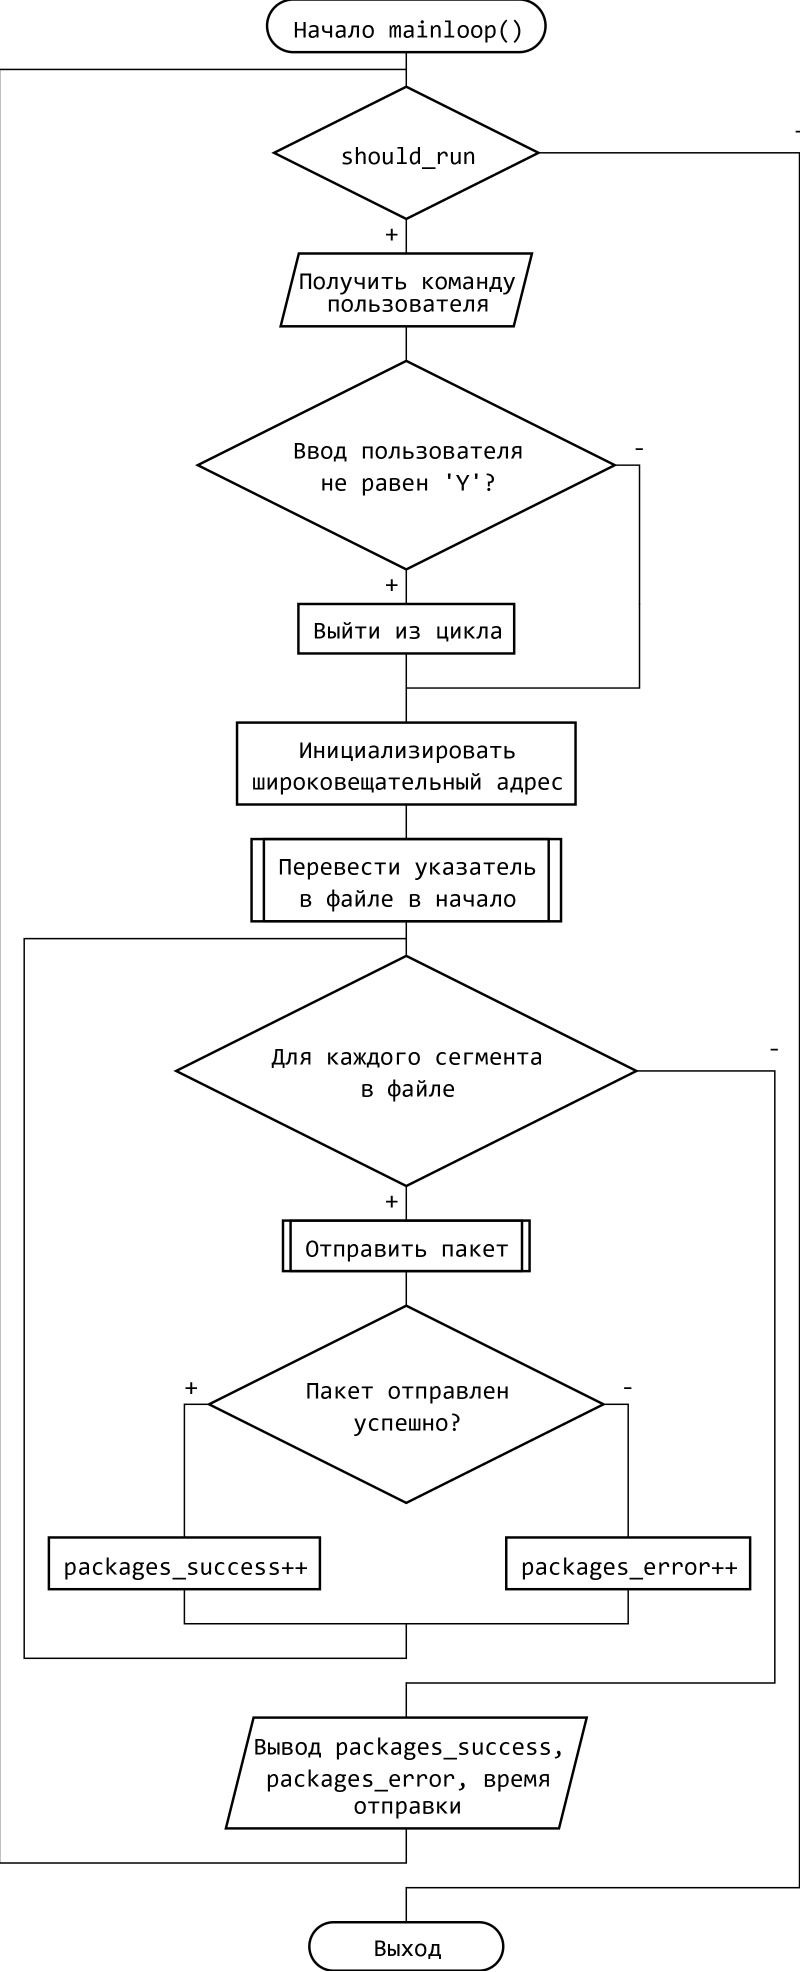 Начало mainloop()
-
should_run
+
Получить команду
пользователя
-
Ввод пользователя
не равен 'Y'?
+
Выйти из цикла
Инициализировать
широковещательный адрес
Перевести указатель
в файле в начало
-
Для каждого сегмента
в файле
+
Отправить пакет
+
-
Пакет отправлен
успешно?
packages_success++
packages_error++
Вывод packages_success,
packages_error, время
отправки
Выход